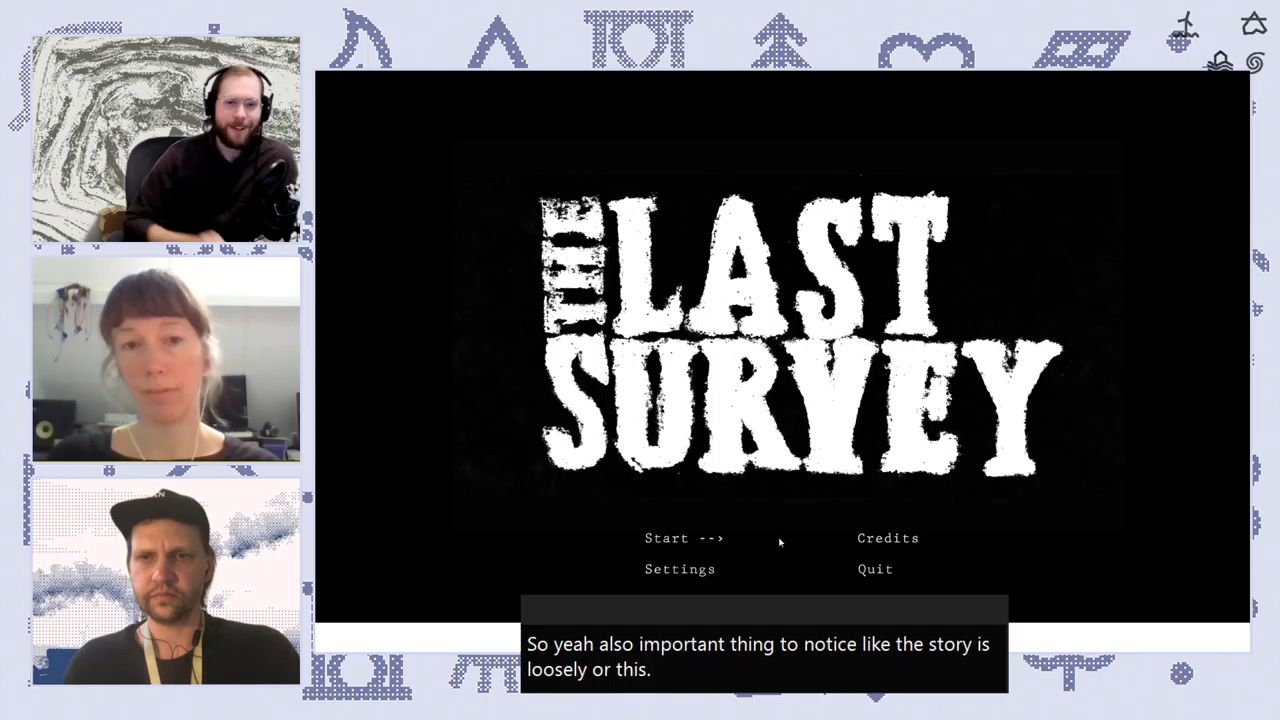 THE LAST
SURVEY
Start --> Credits
Settings Quit
So yeah also important thing to notice like the story is
loosely or this.